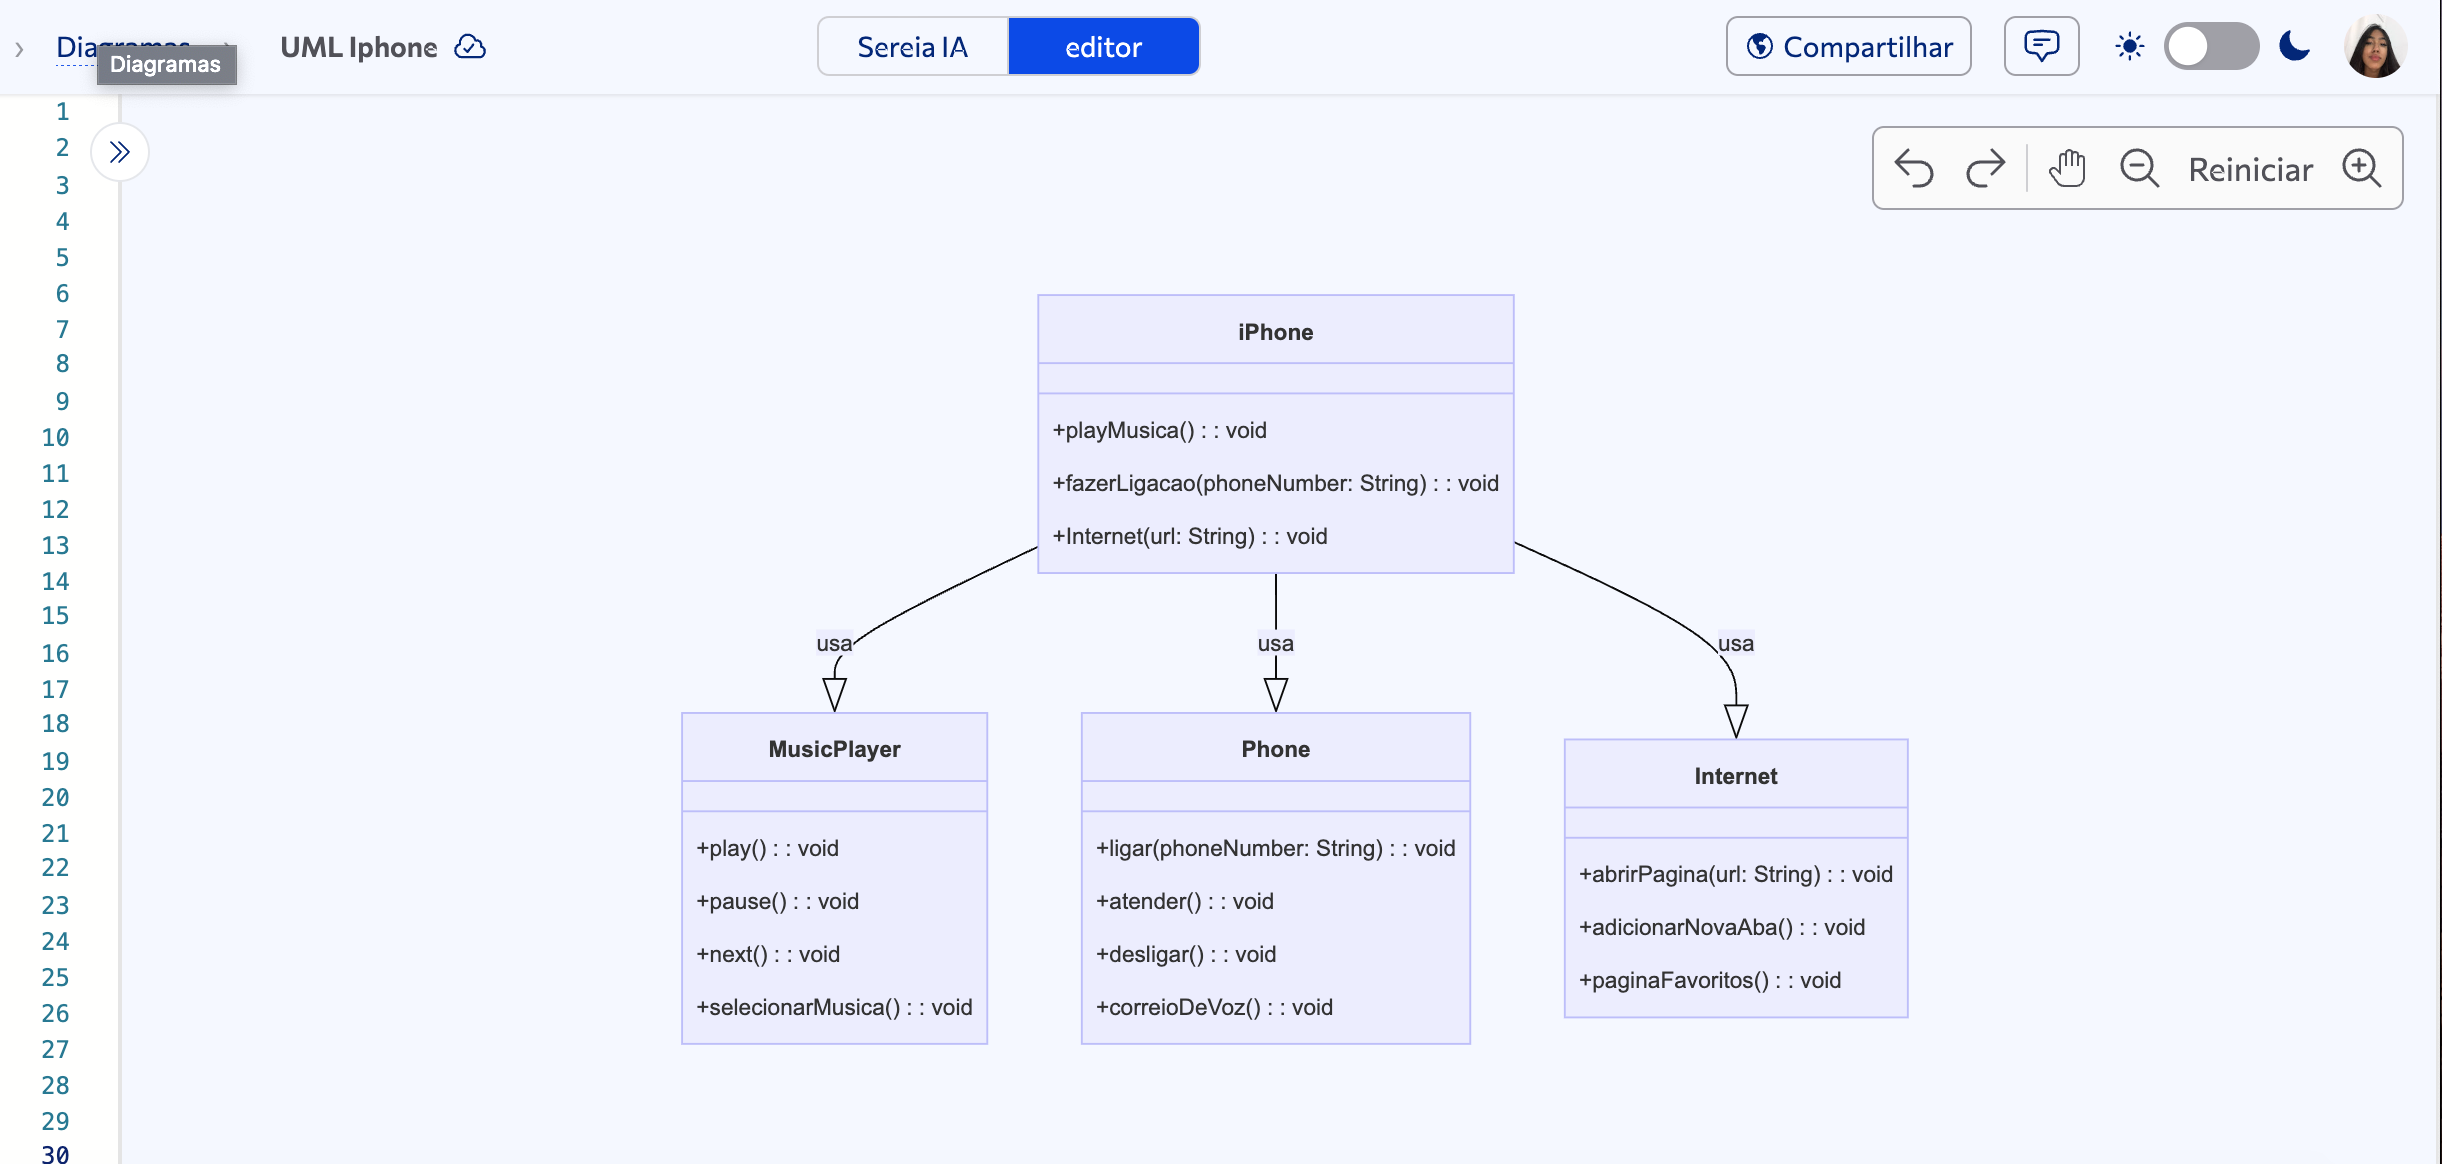 Diagramas
Diagramas
UML Iphone
Sereia IA
editor
Compartilhar
Reiniciar
1
2
3
4
5
6
7
8
9
10
11
12
13
14
15
16
17
18
19
20
21
22
23
24
25
26
27
28
29
30
iPhone
+playMusica() : : void
+fazerLigacao(phoneNumber: String) : : void
+Internet(url: String) : : void
usa
usa
usa
MusicPlayer
+play() : : void
+pause() : : void
+next() : : void
+selecionarMusica() : : void
Phone
+ligar(phoneNumber: String) : : void
+atender() : : void
+desligar() : : void
+correioDeVoz() : : void
Internet
+abrirPagina(url: String) : : void
+adicionarNovaAba() : : void
+paginaFavoritos() : : void